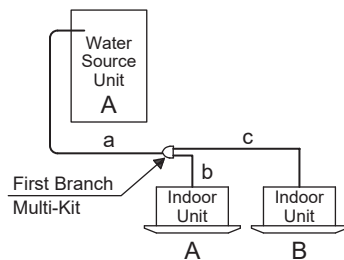 Water
Source
Unit
A
a
c
b
First Branch
Multi-Kit
Indoor
Unit
Indoor
Unit
A
B